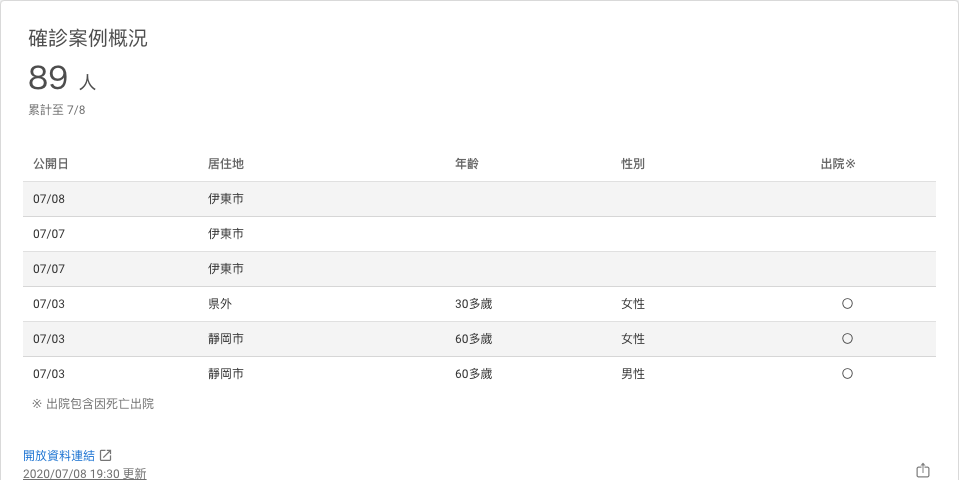 確診案例概況
89 人
累計至 7/8
公開日 居住地 年齡 性別 出院※
07/08 伊東市
07/07 伊東市
07/07 伊東市
07/03 県外 30多歲 女性 〇
07/03 靜岡市 60多歲 女性 〇
07/03 靜岡市 60多歲 男性 〇
※ 出院包含因死亡出院
開放資料連結
2020/07/08 19:30 更新